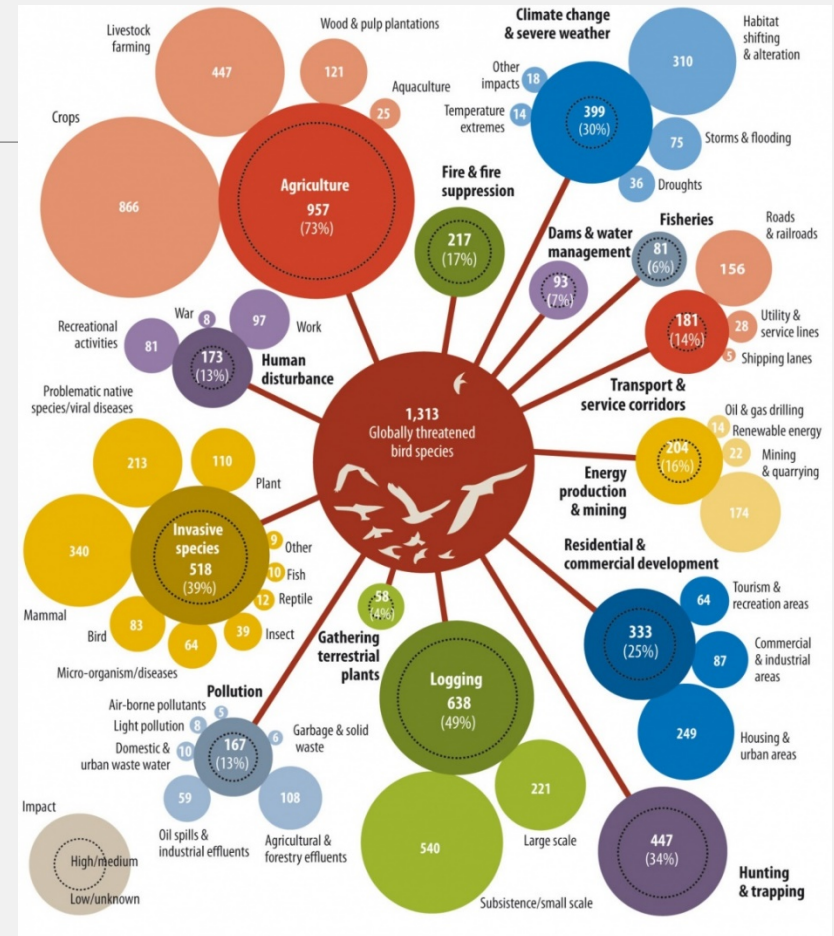 Livestock
farming
447
Wood & pulp plantations
121
Aquaculture
25
Crops
866
Agriculture
957
(73%)
Climate change
& severe weather
Other
impacts
18
Temperature
extremes
14
399
(30%)
Habitat
shifting
& alteration
310
75
Storms & flooding
36
Droughts
Fire & fire
suppression
217
(17%)
Dams & water
management
93
(7%)
Fisheries
81
(6%)
Roads
& railroads
156
181
(14%)
28
Utility &
service lines
5
Shipping lanes
Transport &
service corridors
War
8
97
Work
Recreational
activities
81
173
(13%)
Human
disturbance
1,313
Globally threatened
bird species
Oil & gas drilling
14
Renewable energy
22
Mining
& quarrying
174
204
(16%)
Energy
production
& mining
Problematic native
species/viral diseases
213
110
Plant
340
Mammal
Invasive
species
518
(39%)
9
Other
10
Fish
12
Reptile
39
Insect
83
Bird
64
Micro-organism/diseases
Residential &
commercial development
333
(25%)
64
Tourism &
recreation areas
87
Commercial
& industrial
areas
249
Housing &
urban areas
58
(4%)
Gathering
terrestrial
plants
Logging
638
(49%)
221
Large scale
540
Subsistence/small scale
Pollution
Air-borne pollutants
5
Light pollution
8
Domestic &
urban waste water
10
167
(13%)
6
Garbage & solid
waste
59
Oil spills &
industrial effluents
108
Agricultural &
forestry effluents
447
(34%)
Hunting
& trapping
Impact
High/medium
Low/unknown